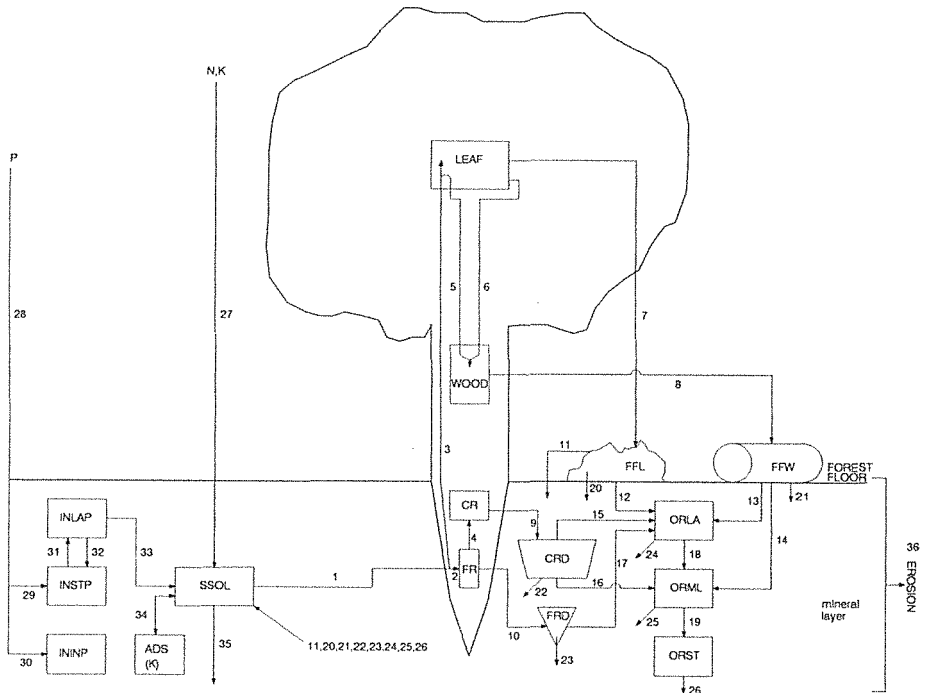 N,K
P
LEAF
28
27
5
6
7
WOOD
8
3
11
FFL
FFW
FOREST
FLOOR
20
12
13
21
INLAP
CR
9
15
ORLA
14
31
32
33
4
CRD
24
18
17
36
EROSION
29
INSTP
SSOL
1
2
FR
22
16
ORML
mineral
layer
34
25
19
10
FRD
30
ININP
ADS
(K)
35
11,20,21,22,23,24,25,26
23
ORST
26